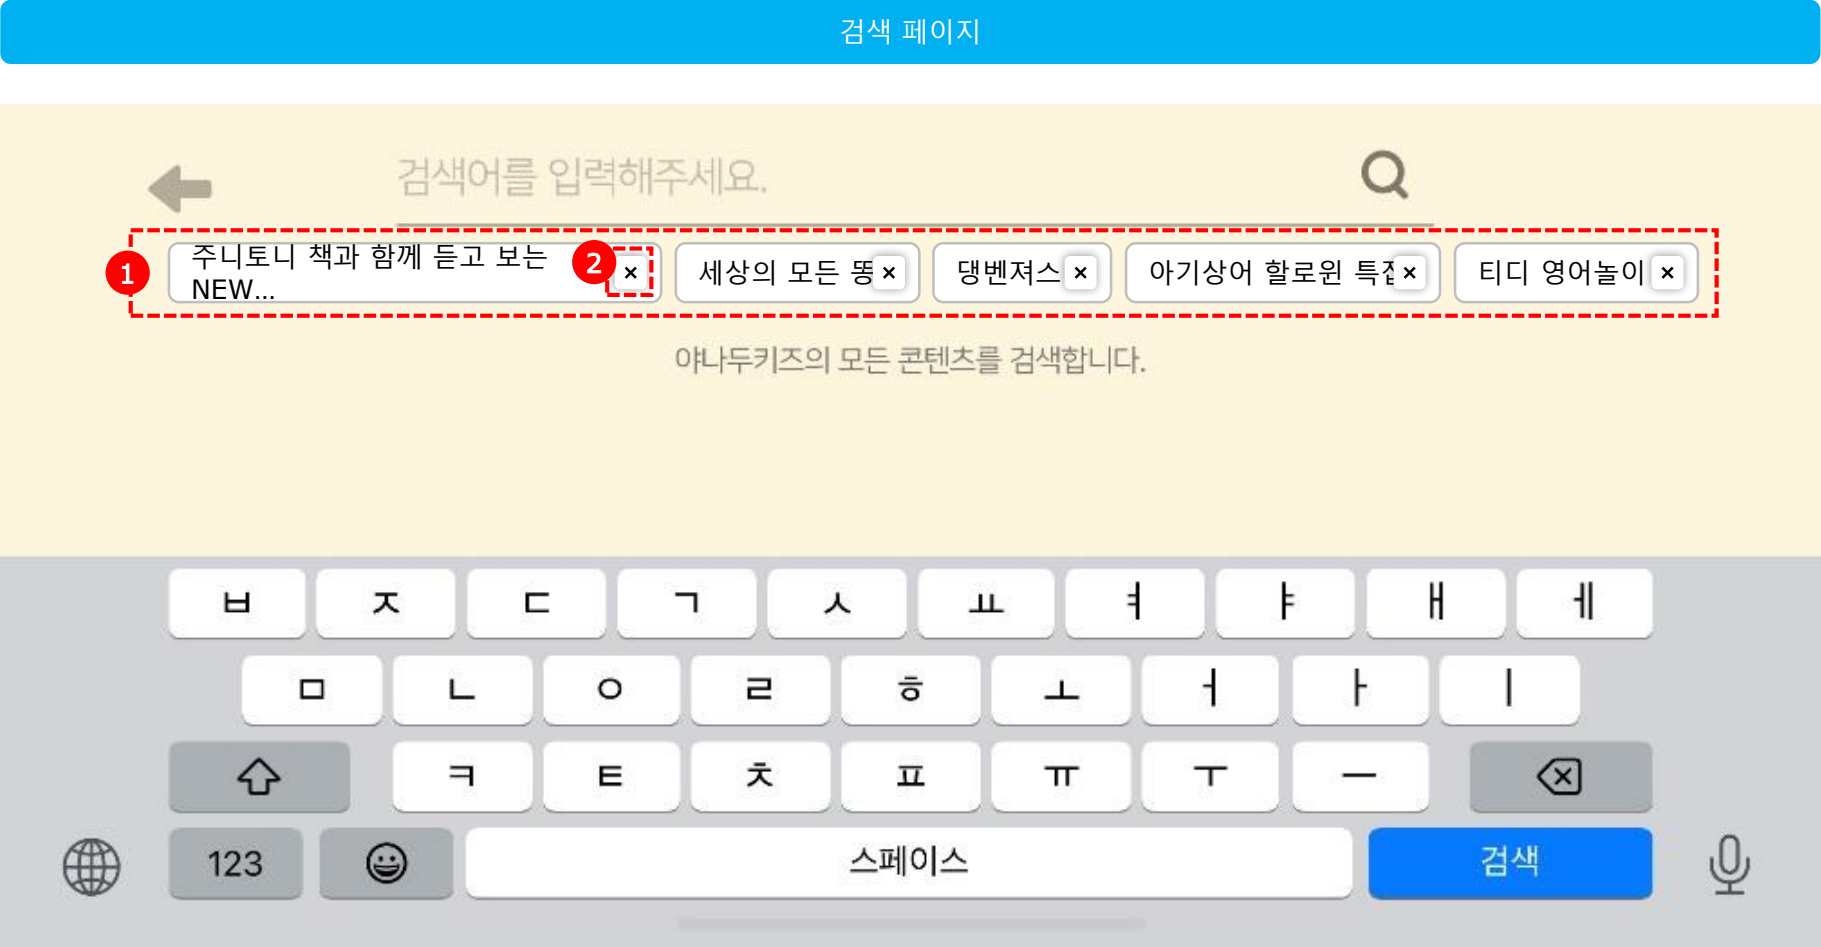 검색 페이지
검색어를 입력해주세요.
1
주니토니 책과 함께 듣고 보는
NEW...
2
×
세상의 모든 똥 ×
댕벤져스 ×
아기상어 할로윈 특집 ×
티디 영어놀이 ×
야나두키즈의 모든 콘텐츠를 검색합니다.
ㅂ ㅈ ㄷ ㄱ ㅅ ㅛ ㅕ ㅑ ㅐ ㅔ
ㅁ ㄴ ㅇ ㄹ ㅎ ㅗ ㅓ ㅏ ㅣ
ㅋ ㅌ ㅊ ㅍ ㅠ ㅜ ㅡ
123 스페이스 검색